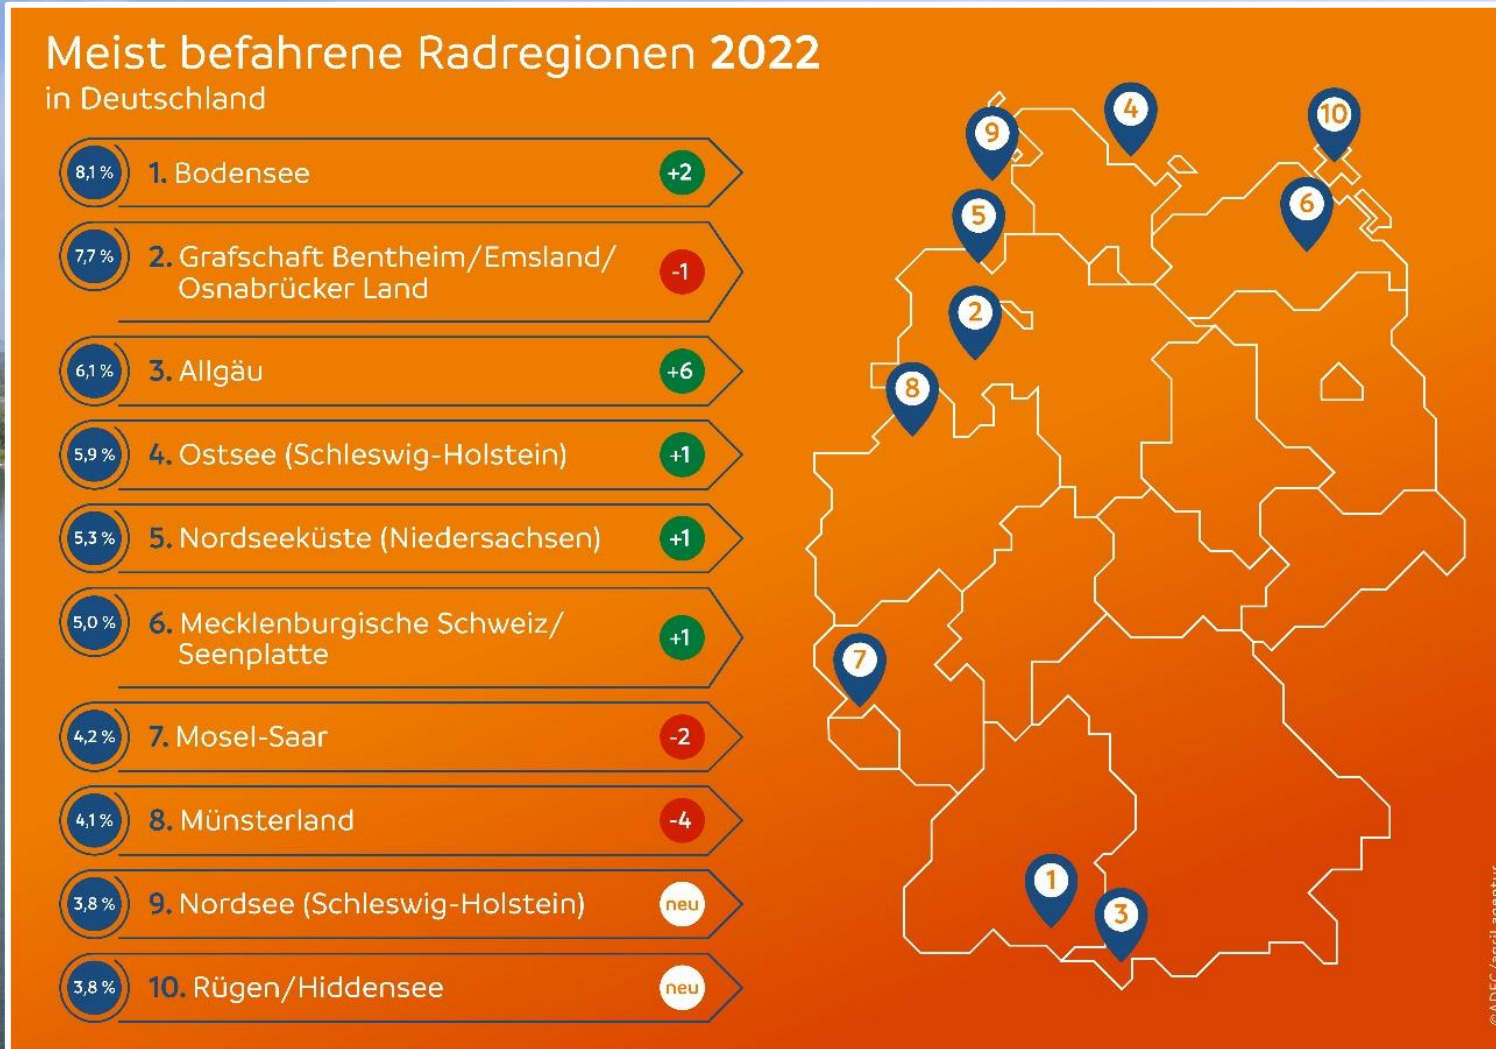 Meist befahrene Radregionen 2022
in Deutschland
8,1 % 1. Bodensee +2
7,7 % 2. Grafschaft Bentheim/Emsland/
Osnabrücker Land -1
6,1 % 3. Allgäu +6
5,9 % 4. Ostsee (Schleswig-Holstein) +1
5,3 % 5. Nordseeküste (Niedersachsen) +1
5,0 % 6. Mecklenburgische Schweiz/
Seenplatte +1
4,2 % 7. Mosel-Saar -2
4,1 % 8. Münsterland -4
3,8 % 9. Nordsee (Schleswig-Holstein) neu
3,8 % 10. Rügen/Hiddensee neu
4
10
9
6
5
2
8
7
1
3
©ADFC/april agentur